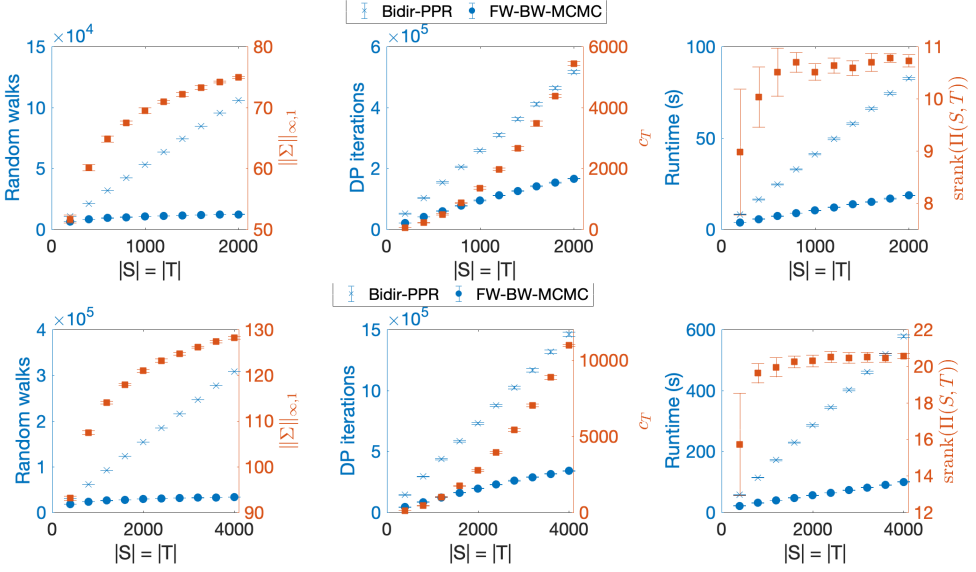 Bidir-PPR FW-BW-MCMC
× 10^4
15
10
5
0
Random walks
80
70
60
50
||Σ||∞,1
0 1000 2000
|S| = |T|
× 10^5
6
4
2
0
DP iterations
6000
4000
2000
0
c_T
0 1000 2000
|S| = |T|
100
50
0
Runtime (s)
11
10
9
8
srank(Π(S, T))
0 1000 2000
|S| = |T|
Bidir-PPR FW-BW-MCMC
× 10^5
4
3
2
1
0
Random walks
130
120
110
100
90
||Σ||∞,1
0 2000 4000
|S| = |T|
× 10^5
15
10
5
0
DP iterations
10000
5000
0
c_T
0 2000 4000
|S| = |T|
600
400
200
0
Runtime (s)
22
20
18
16
14
12
srank(Π(S, T))
0 2000 4000
|S| = |T|